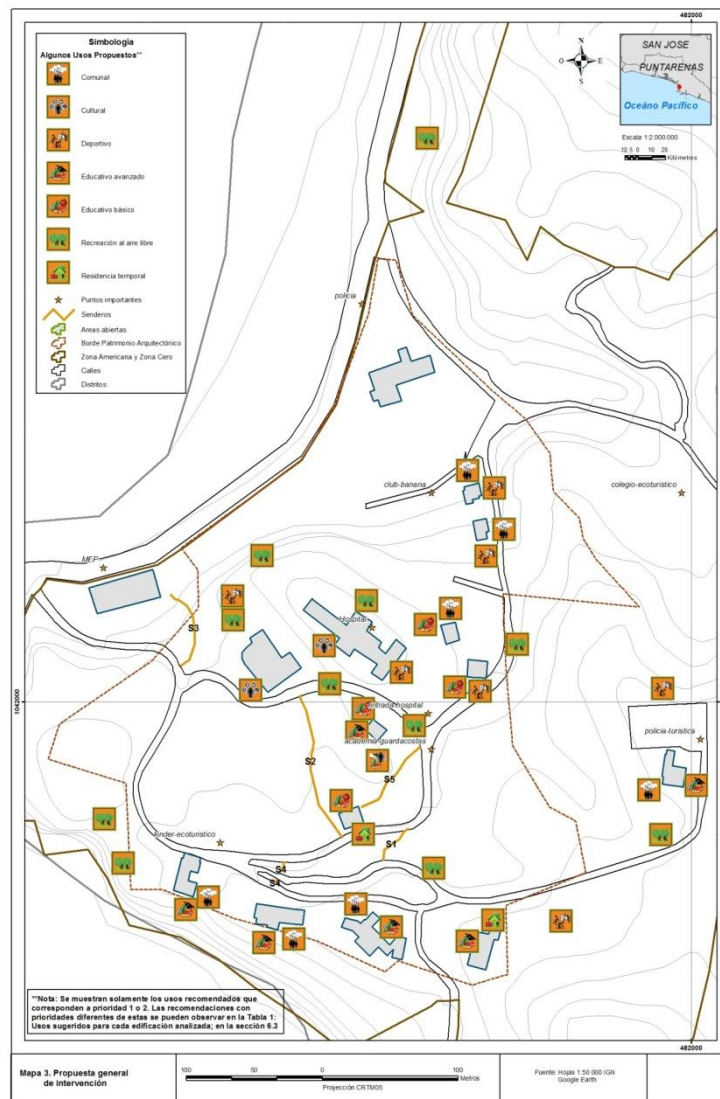 482000
Simbología
Algunos Usos Propuestos**
Comunal
Cultural
Deportivo
Educativo avanzado
Educativo básico
Recreación al aire libre
Residencia temporal
Puntos importantes
Senderos
Areas abiertas
Borde Patrimonio Arquitectónico
Zona Americana y Zona Cero
Calles
Distritos
N
O E
S
SAN JOSE
PUNTARENAS
Océano Pacífico
Escala 1:2.000.000
10 5 0 10 20
Kilómetros
policia
club-banana
colegio-ecoturistico
MEP
S3
Hospital
1042000
entrada-hospital
academia-guardacostas
policia-turistica
S2
S5
kinder-ecoturistico
S1
S4
S4
**Nota: Se muestran solamente los usos recomendados que
corresponden a prioridad 1 o 2. Las recomendaciones con
prioridades diferentes de estas se pueden observar en la Tabla 1:
Usos sugeridos para cada edificación analizada; en la sección 6.3
482000
Mapa 3. Propuesta general
de intervención
100 50 0 100
Metros
Proyección CRTM05
Fuente: Hojas 1:50 000 IGN
Google Earth